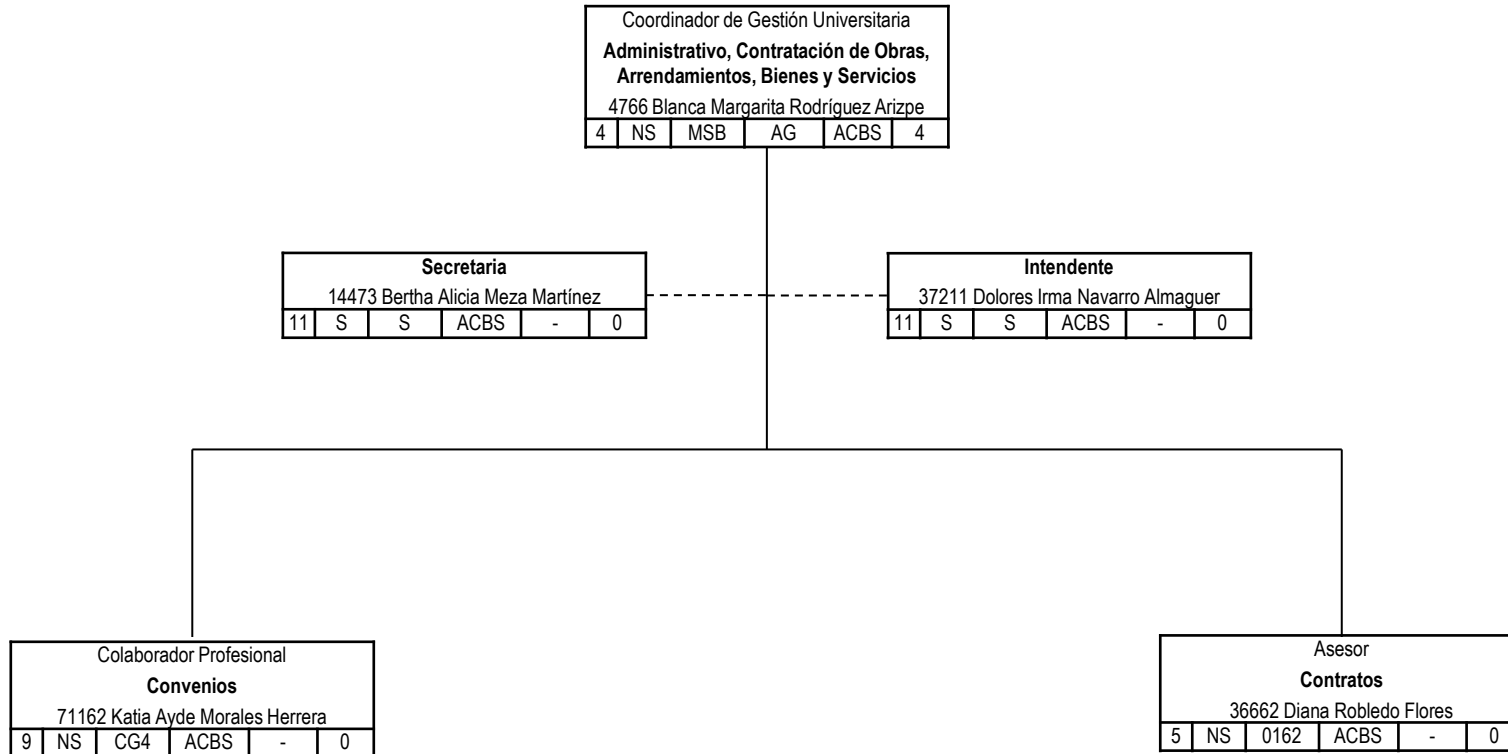 Coordinador de Gestión Universitaria
Administrativo, Contratación de Obras,
Arrendamientos, Bienes y Servicios
4766 Blanca Margarita Rodríguez Arizpe
4 NS MSB AG ACBS 4
Secretaria
14473 Bertha Alicia Meza Martínez
11 S S ACBS - 0
Intendente
37211 Dolores Irma Navarro Almaguer
11 S S ACBS - 0
Colaborador Profesional
Convenios
71162 Katia Ayde Morales Herrera
9 NS CG4 ACBS - 0
Asesor
Contratos
36662 Diana Robledo Flores
5 NS 0162 ACBS - 0